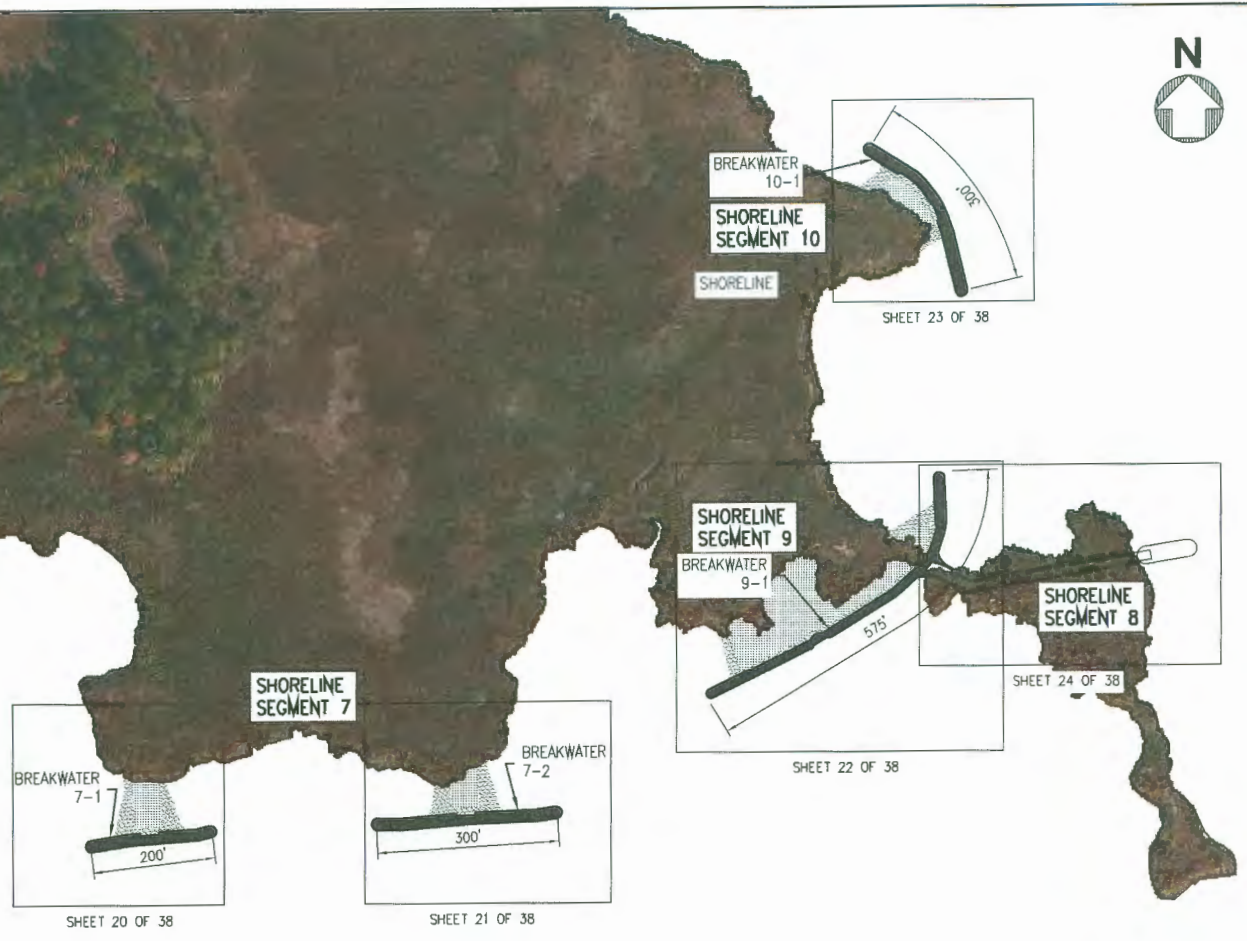 N
BREAKWATER
10-1
300'
SHORELINE
SEGMENT 10
SHORELINE
SHEET 23 OF 38
SHORELINE
SEGMENT 9
BREAKWATER
9-1
575'
SHORELINE
SEGMENT 8
SHEET 24 OF 38
SHEET 22 OF 38
SHORELINE
SEGMENT 7
BREAKWATER
7-1
200'
SHEET 20 OF 38
BREAKWATER
7-2
300'
SHEET 21 OF 38